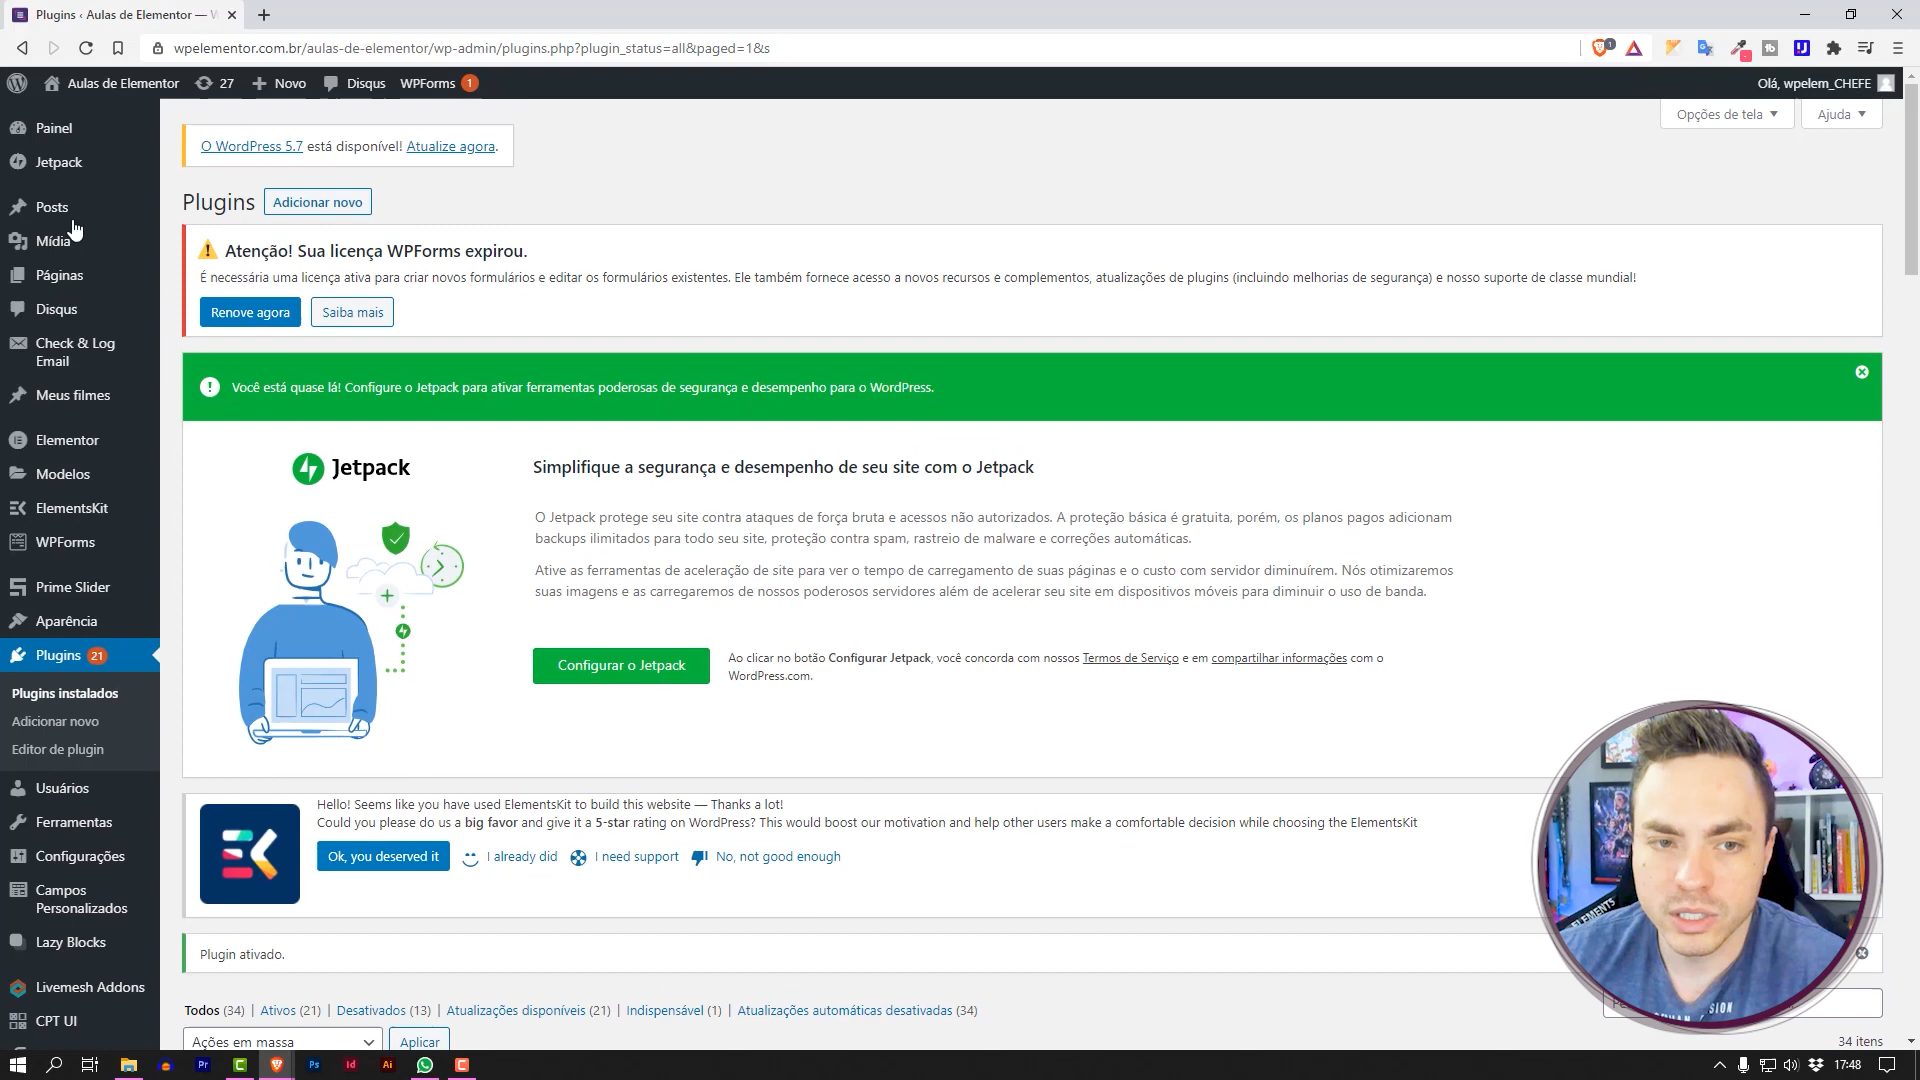 Plugins ‹ Aulas de Elementor — W
wpelementor.com.br/aulas-de-elementor/wp-admin/plugins.php?plugin_status=all&paged=1&s
Aulas de Elementor
27
Novo
Disqus
WPForms 1
Olá, wpelem_CHEFE
Opções de tela
Ajuda
Painel
Jetpack
Posts
Mídia
Páginas
Disqus
Check & Log
Email
Meus filmes
Elementor
Modelos
ElementsKit
WPForms
Prime Slider
Aparência
Plugins 21
Plugins instalados
Adicionar novo
Editor de plugin
Usuários
Ferramentas
Configurações
Campos
Personalizados
Lazy Blocks
Livemesh Addons
CPT UI
O WordPress 5.7 está disponível! Atualize agora.
Plugins
Adicionar novo
Atenção! Sua licença WPForms expirou.
É necessária uma licença ativa para criar novos formulários e editar os formulários existentes. Ele também fornece acesso a novos recursos e complementos, atualizações de plugins (incluindo melhorias de segurança) e nosso suporte de classe mundial!
Renove agora
Saiba mais
Você está quase lá! Configure o Jetpack para ativar ferramentas poderosas de segurança e desempenho para o WordPress.
Jetpack
Simplifique a segurança e desempenho de seu site com o Jetpack
O Jetpack protege seu site contra ataques de força bruta e acessos não autorizados. A proteção básica é gratuita, porém, os planos pagos adicionam
backups ilimitados para todo seu site, proteção contra spam, rastreio de malware e correções automáticas.
Ative as ferramentas de aceleração de site para ver o tempo de carregamento de suas páginas e o custo com servidor diminuírem. Nós otimizaremos
suas imagens e as carregaremos de nossos poderosos servidores além de acelerar seu site em dispositivos móveis para diminuir o uso de banda.
Configurar o Jetpack
Ao clicar no botão Configurar Jetpack, você concorda com nossos Termos de Serviço e em compartilhar informações com o
WordPress.com.
Hello! Seems like you have used ElementsKit to build this website — Thanks a lot!
Could you please do us a big favor and give it a 5-star rating on WordPress? This would boost our motivation and help other users make a comfortable decision while choosing the ElementsKit
Ok, you deserved it
I already did
I need support
No, not good enough
Plugin ativado.
Todos (34) | Ativos (21) | Desativados (13) | Atualizações disponíveis (21) | Indispensável (1) | Atualizações automáticas desativadas (34)
Ações em massa
Aplicar
34 itens
ELEMENTS
Pr
Ps
Id
Ai
17:48